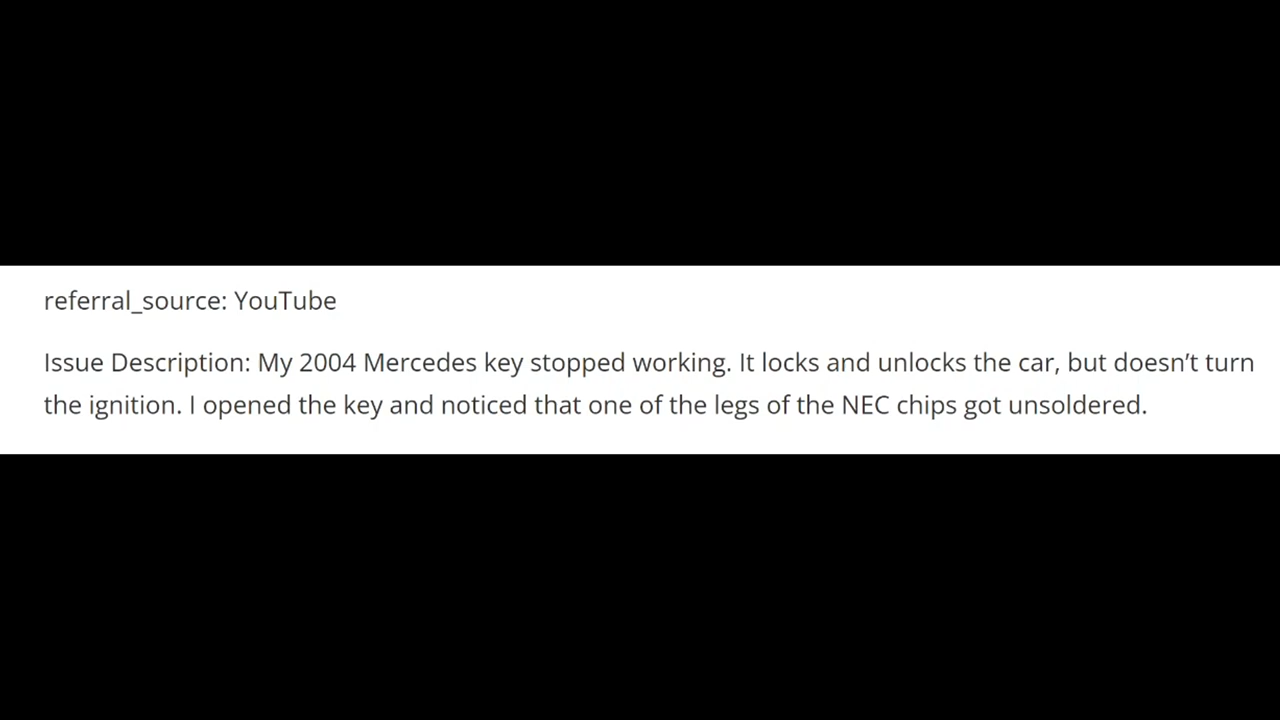 referral_source: YouTube
Issue Description: My 2004 Mercedes key stopped working. It locks and unlocks the car, but doesn’t turn
the ignition. I opened the key and noticed that one of the legs of the NEC chips got unsoldered.